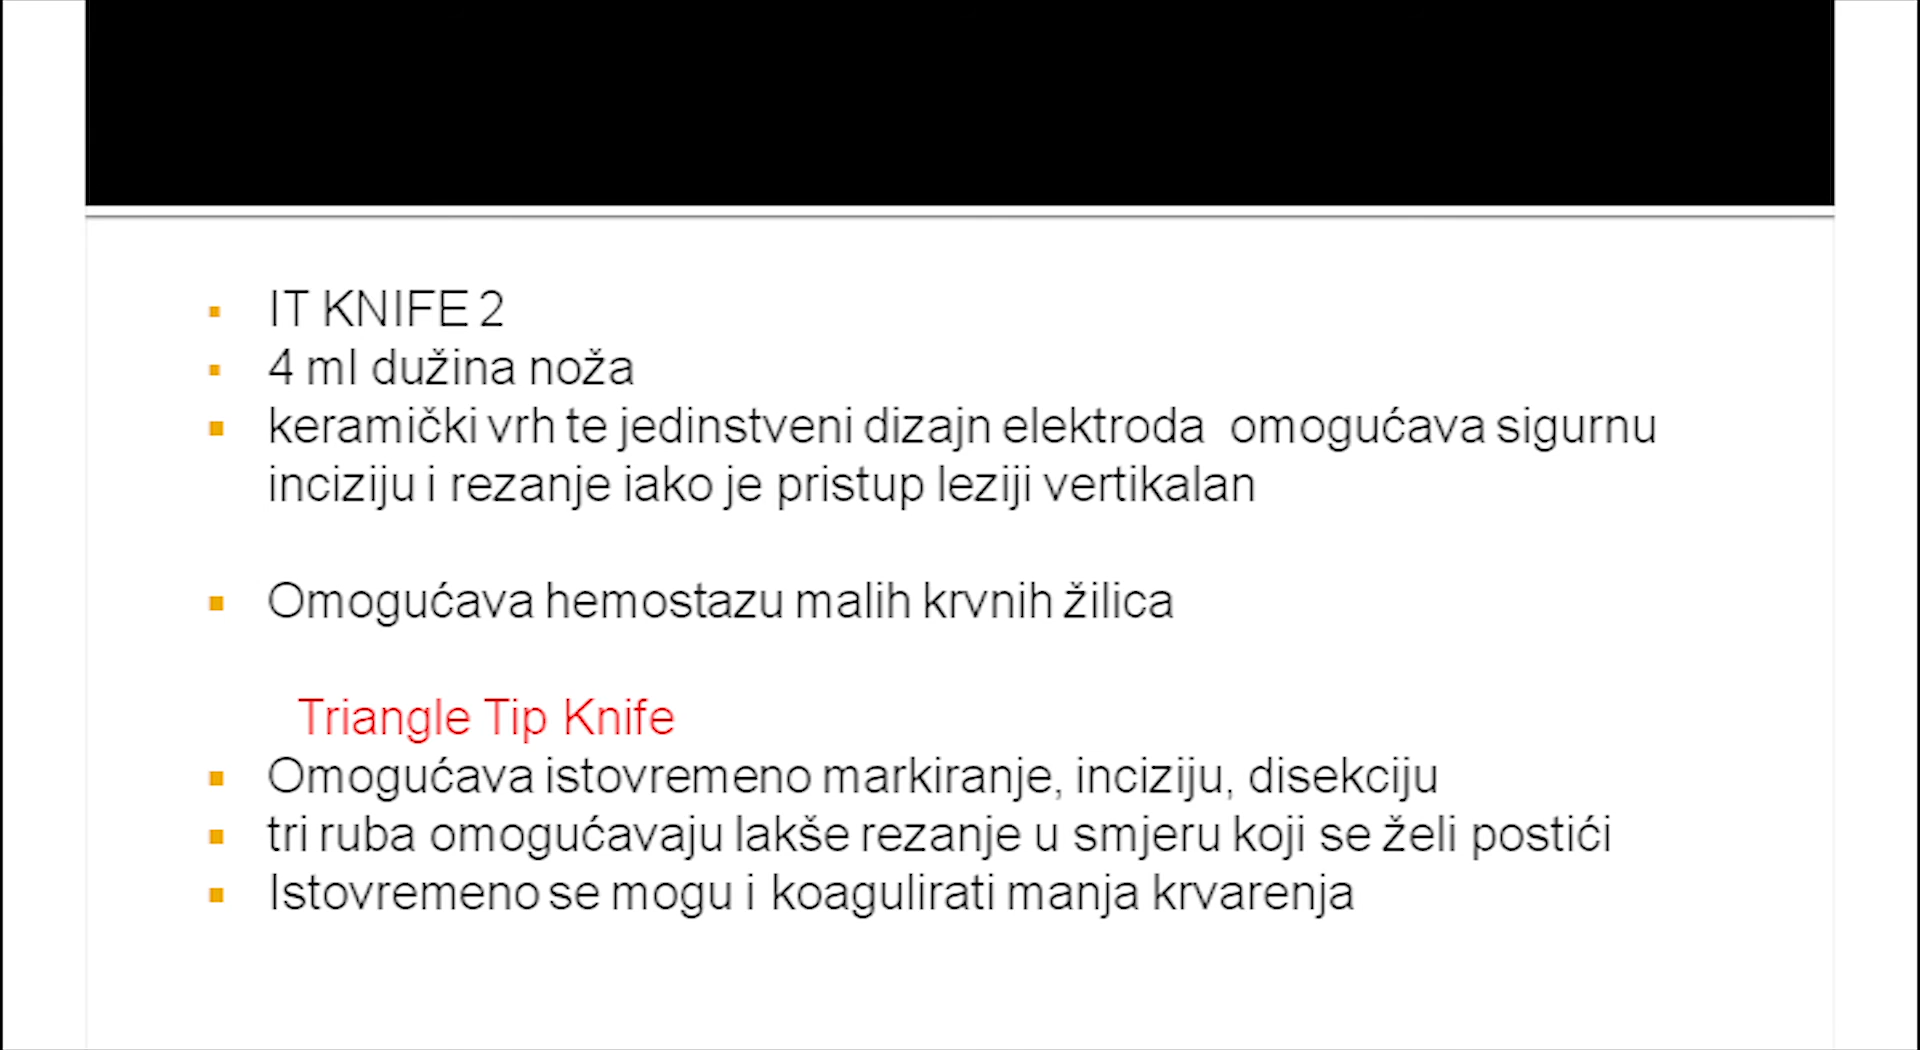 IT KNIFE 2
4 ml dužina noža
keramički vrh te jedinstveni dizajn elektroda omogućava sigurnu
inciziju i rezanje iako je pristup leziji vertikalan
Omogućava hemostazu malih krvnih žilica
Triangle Tip Knife
Omogućava istovremeno markiranje, inciziju, disekciju
tri ruba omogućavaju lakše rezanje u smjeru koji se želi postići
Istovremeno se mogu i koagulirati manja krvarenja